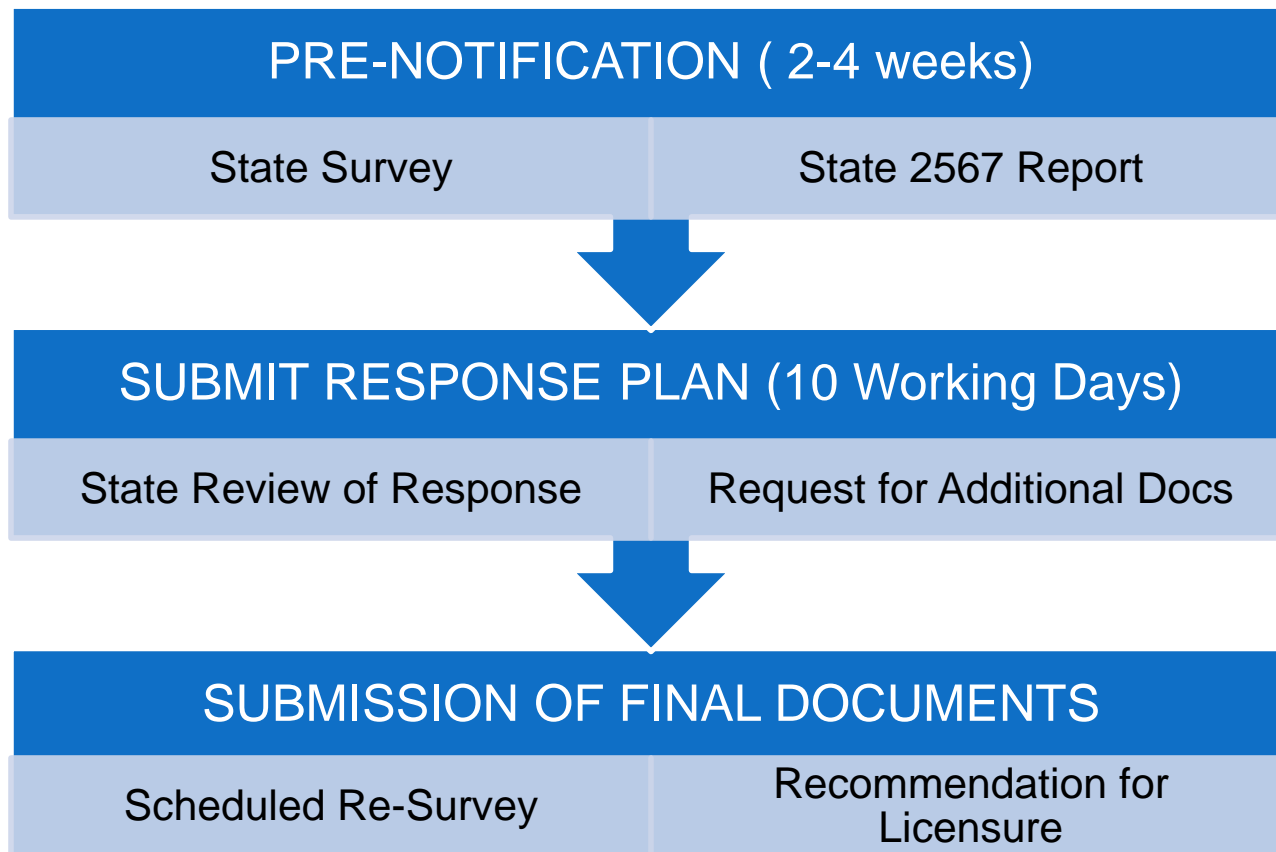 PRE-NOTIFICATION ( 2-4 weeks)
State Survey
State 2567 Report
SUBMIT RESPONSE PLAN (10 Working Days)
State Review of Response
Request for Additional Docs
SUBMISSION OF FINAL DOCUMENTS
Scheduled Re-Survey
Recommendation for
Licensure